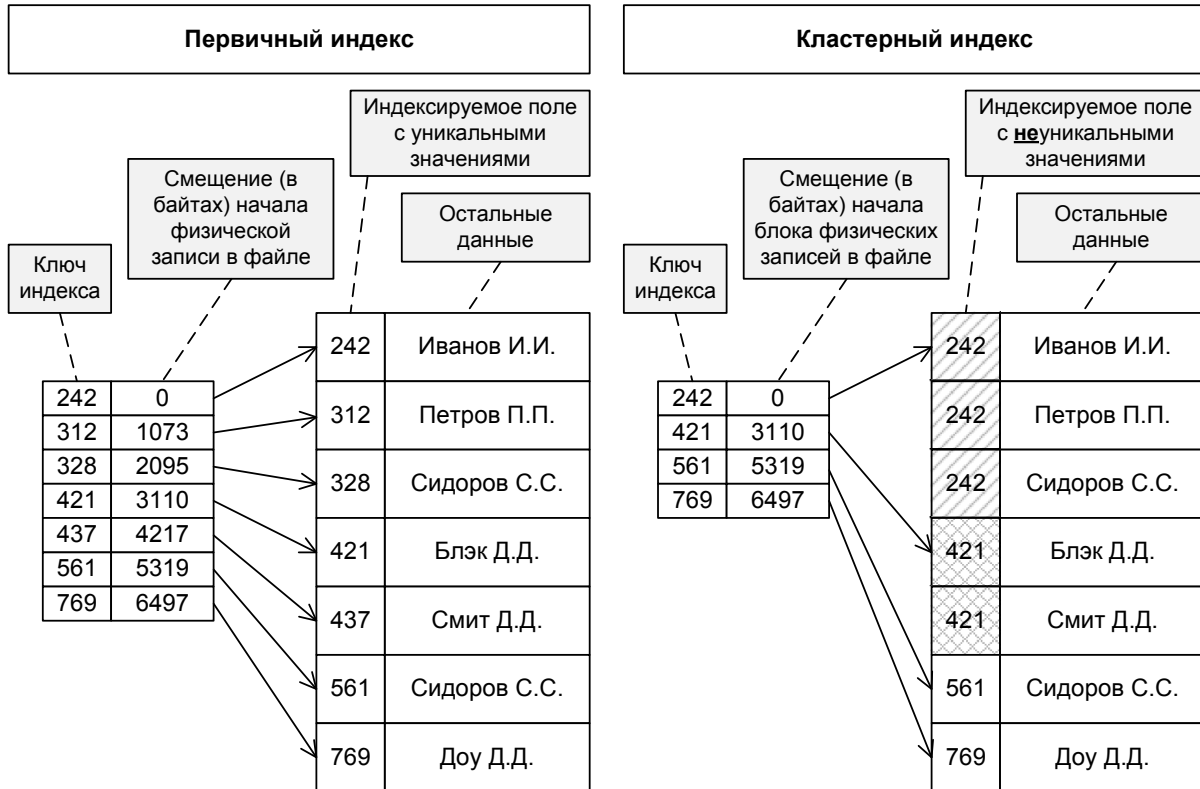 Первичный индекс
Индексируемое поле
с уникальными
значениями
Смещение (в
байтах) начала
физической
записи в файле
Остальные
данные
Ключ
индекса
242 0
312 1073
328 2095
421 3110
437 4217
561 5319
769 6497
242 Иванов И.И.
312 Петров П.П.
328 Сидоров С.С.
421 Блэк Д.Д.
437 Смит Д.Д.
561 Сидоров С.С.
769 Доу Д.Д.
Кластерный индекс
Индексируемое поле
с неуникальными
значениями
Смещение (в
байтах) начала
блока физических
записей в файле
Остальные
данные
Ключ
индекса
242 0
421 3110
561 5319
769 6497
242 Иванов И.И.
242 Петров П.П.
242 Сидоров С.С.
421 Блэк Д.Д.
421 Смит Д.Д.
561 Сидоров С.С.
769 Доу Д.Д.